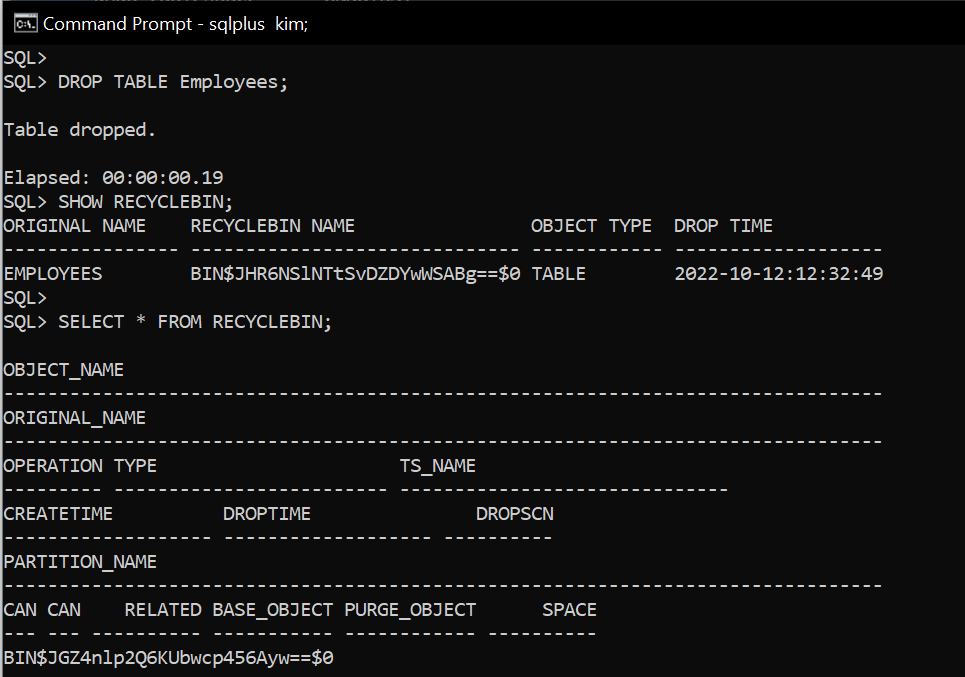 Command Prompt - sqlplus  kim;
SQL>
SQL> DROP TABLE Employees;
Table dropped.
Elapsed: 00:00:00.19
SQL> SHOW RECYCLEBIN;
ORIGINAL NAME    RECYCLEBIN NAME                OBJECT TYPE  DROP TIME
---------------- ------------------------------ ------------ -------------------
EMPLOYEES        BIN$JHR6NSlNTtSvDZDYwWSABg==$0 TABLE        2022-10-12:12:32:49
SQL>
SQL> SELECT * FROM RECYCLEBIN;
OBJECT_NAME
--------------------------------------------------------------------------------
ORIGINAL_NAME
--------------------------------------------------------------------------------
OPERATION TYPE                      TS_NAME
--------- ------------------------- ------------------------------
CREATETIME          DROPTIME               DROPSCN
------------------- ------------------- ----------
PARTITION_NAME
--------------------------------------------------------------------------------
CAN CAN    RELATED BASE_OBJECT PURGE_OBJECT      SPACE
--- --- ---------- ----------- ------------ ----------
BIN$JGZ4nlp2Q6KUbwcp456Ayw==$0